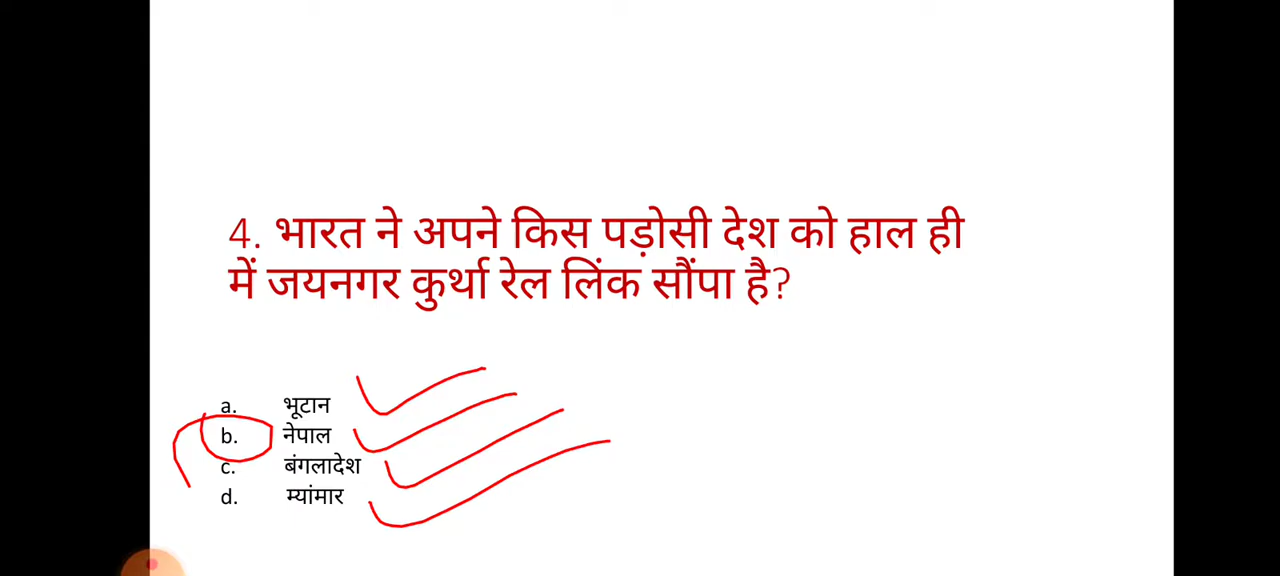 4. भारत ने अपने किस पड़ोसी देश को हाल ही
में जयनगर कुर्था रेल लिंक सौंपा है?
a. भूटान
b. नेपाल
c. बंगलादेश
d. म्यांमार